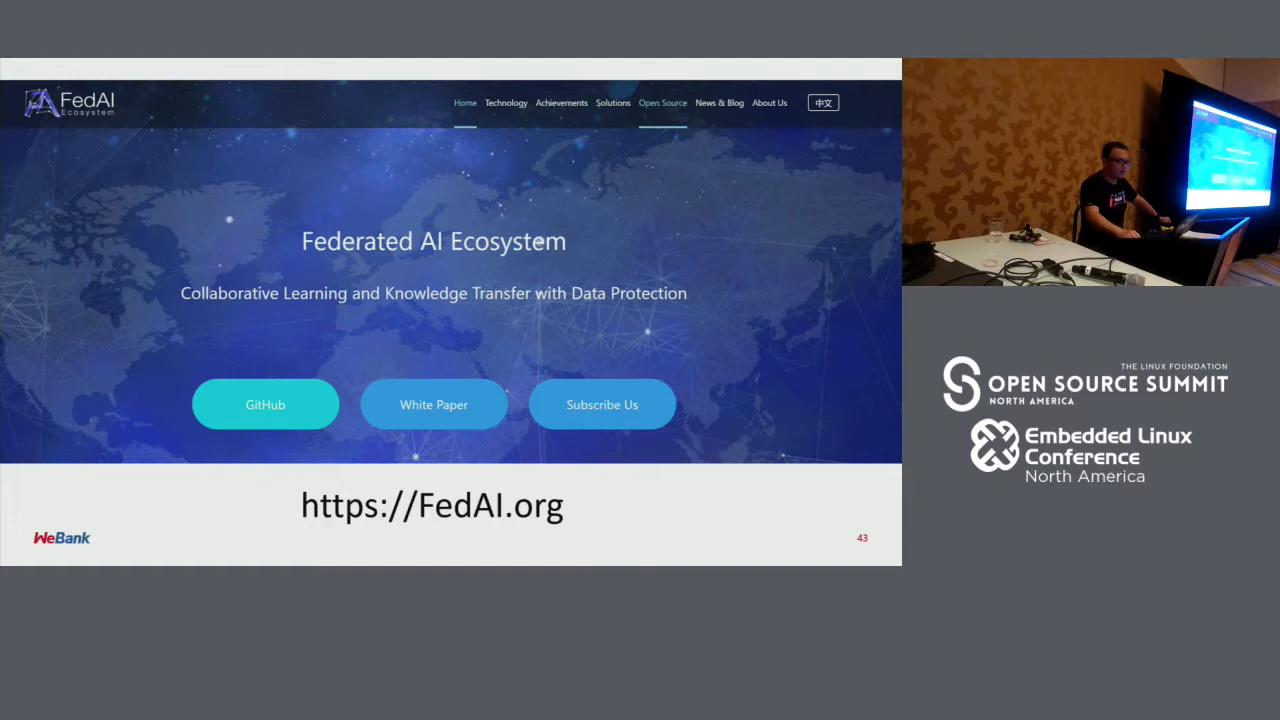 FedAI
Ecosystem
Home Technology Achievements Solutions Open Source News & Blog About Us 中文
Federated AI Ecosystem
Collaborative Learning and Knowledge Transfer with Data Protection
GitHub White Paper Subscribe Us
https://FedAI.org
WeBank
43
THE LINUX FOUNDATION
OPEN SOURCE SUMMIT
NORTH AMERICA
Embedded Linux
Conference
North America